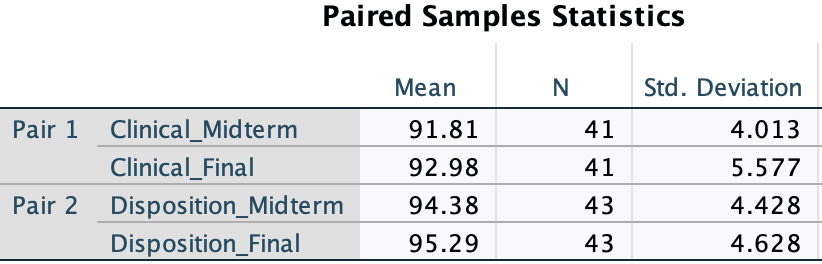 Paired Samples Statistics
Mean N Std. Deviation
Pair 1 Clinical_Midterm 91.81 41 4.013
Clinical_Final 92.98 41 5.577
Pair 2 Disposition_Midterm 94.38 43 4.428
Disposition_Final 95.29 43 4.628